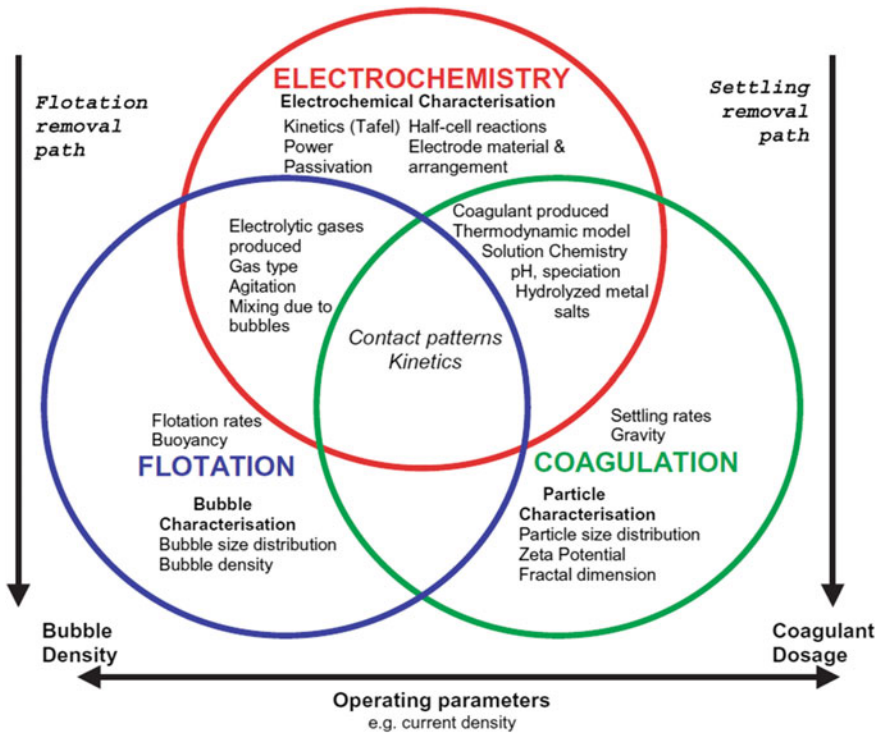 Flotation
removal
path
Settling
removal
path
ELECTROCHEMISTRY
Electrochemical Characterisation
Kinetics (Tafel) Half-cell reactions
Power Electrode material &
Passivation arrangement
Electrolytic gases
produced
Gas type
Agitation
Mixing due to
bubbles
Coagulant produced
Thermodynamic model
Solution Chemistry
pH, speciation
Hydrolyzed metal
salts
Contact patterns
Kinetics
Flotation rates
Buoyancy
FLOTATION
Bubble
Characterisation
Bubble size distribution
Bubble density
Settling rates
Gravity
COAGULATION
Particle
Characterisation
Particle size distribution
Zeta Potential
Fractal dimension
Bubble
Density
Coagulant
Dosage
Operating parameters
e.g. current density